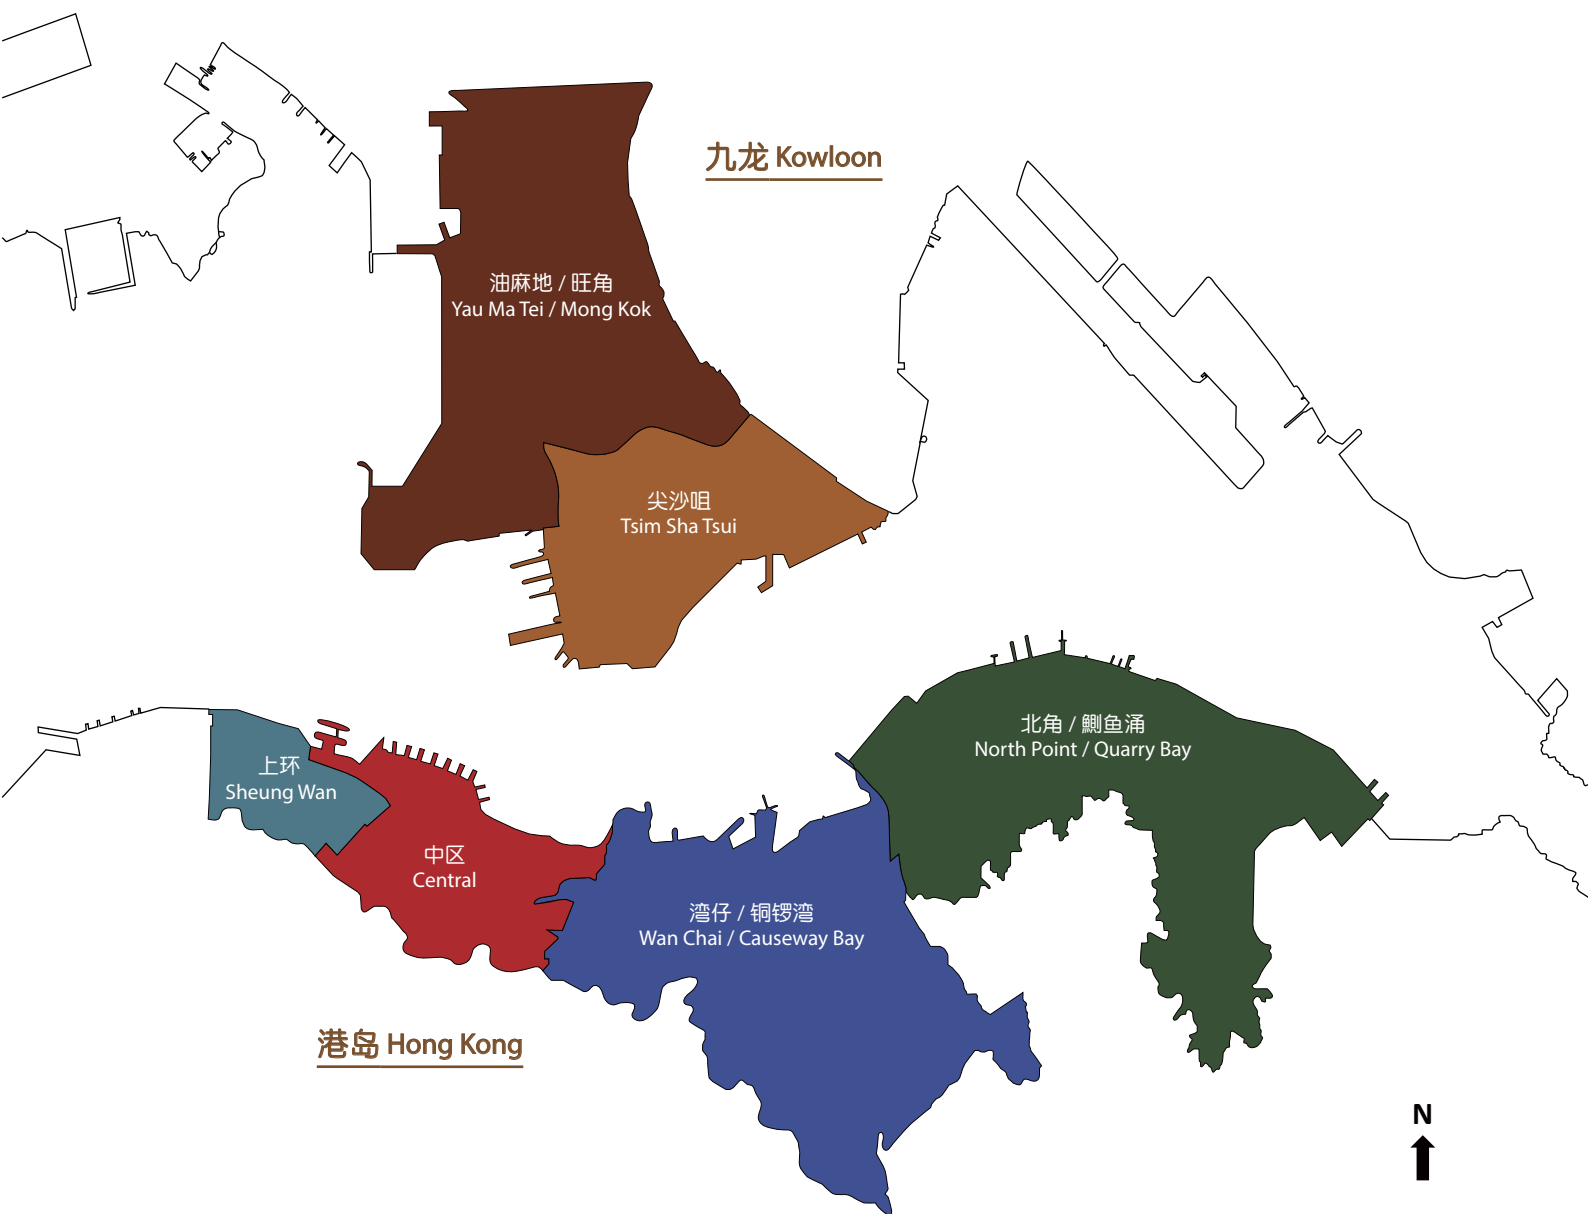 九龙 Kowloon
油麻地 / 旺角
Yau Ma Tei / Mong Kok
尖沙咀
Tsim Sha Tsui
北角 / 鲗鱼涌
North Point / Quarry Bay
上环
Sheung Wan
中区
Central
湾仔 / 铜锣湾
Wan Chai / Causeway Bay
港岛 Hong Kong
N